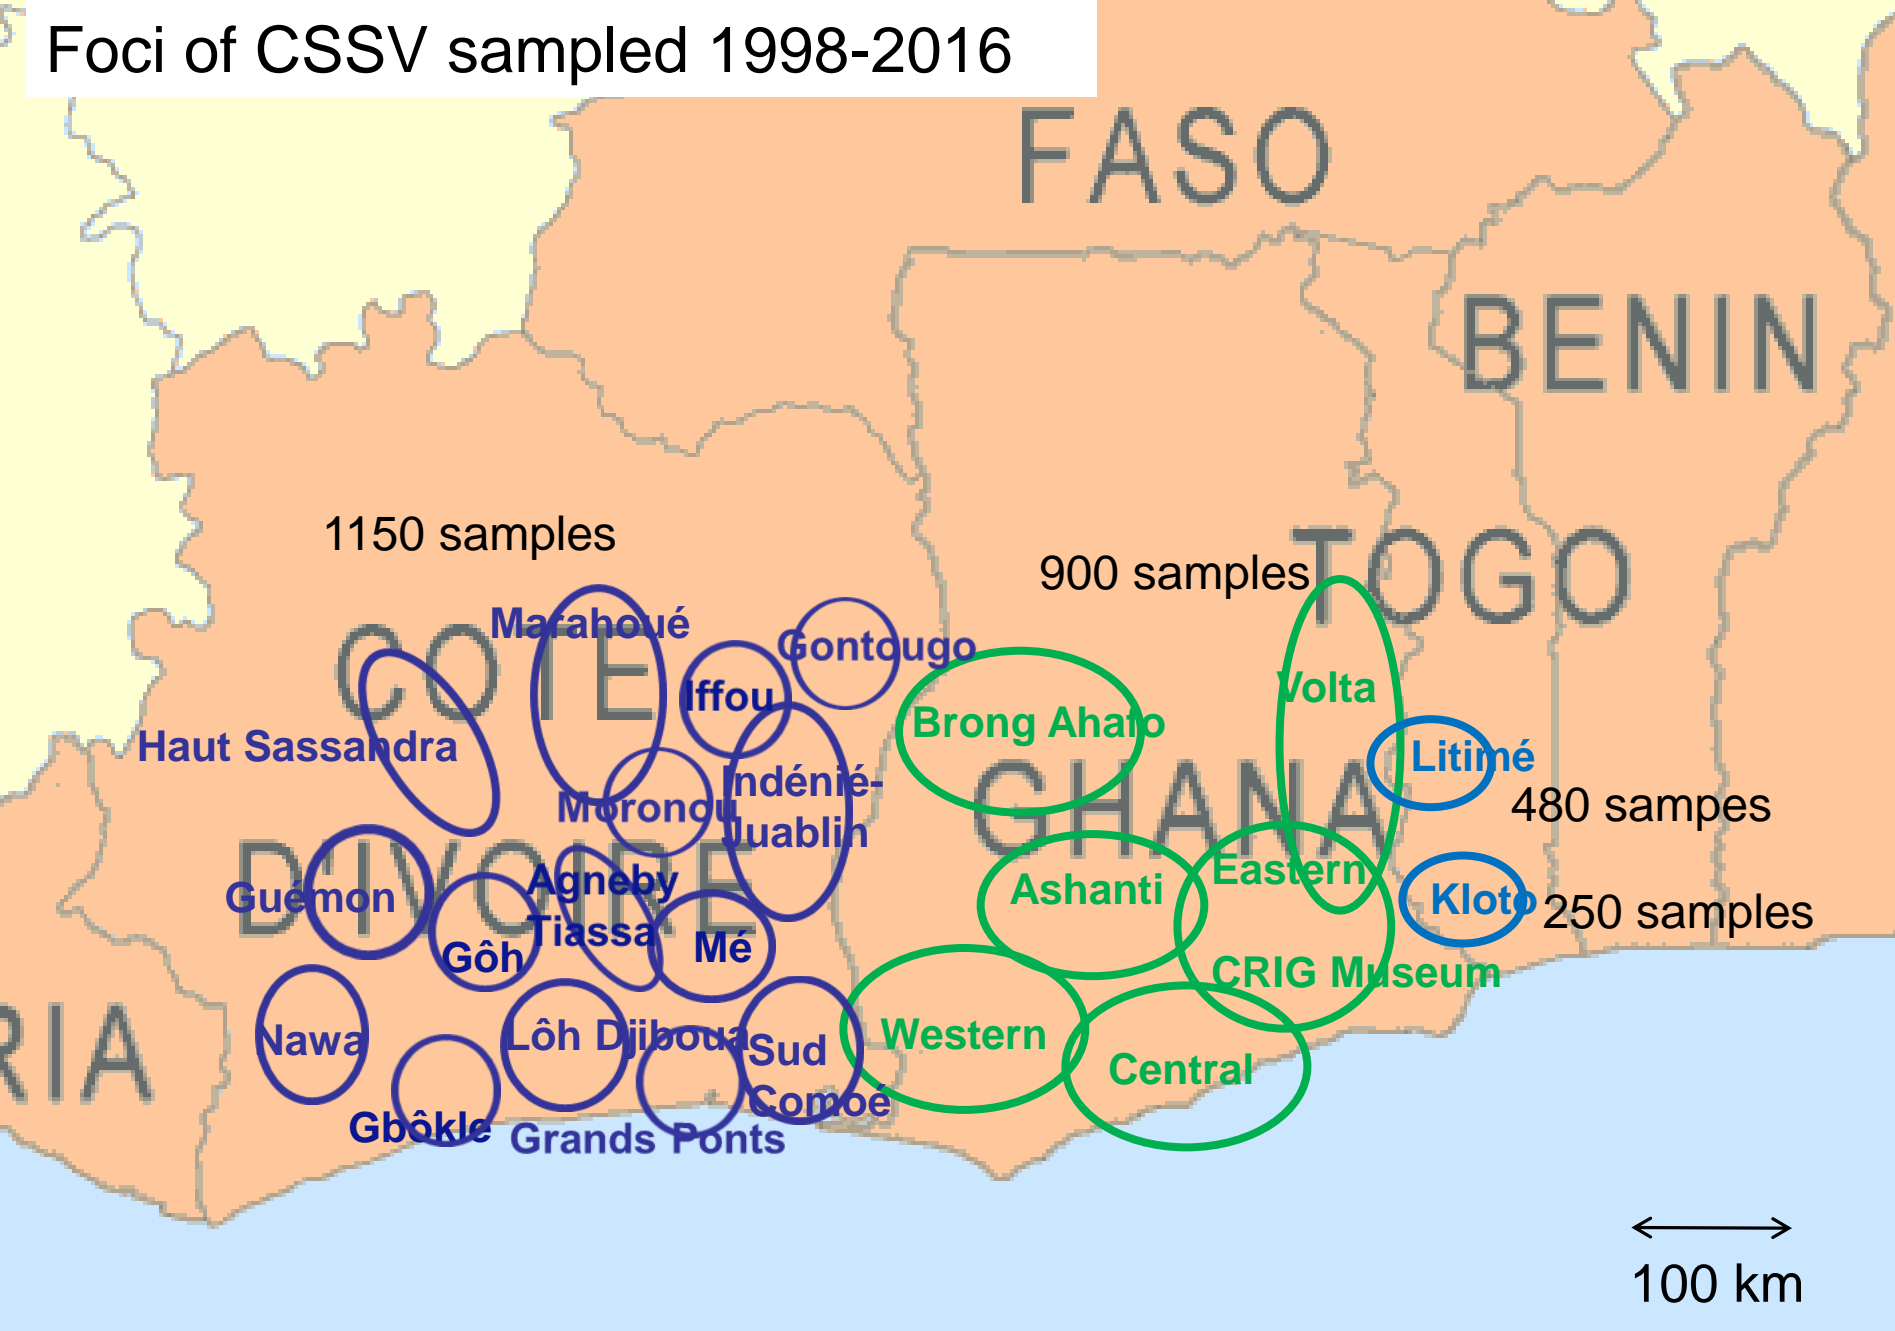 Foci of CSSV sampled 1998-2016
FASO
BENIN
1150 samples
TOGO
900 samples
Marahoué
Gontougo
COTE
Iffou
Volta
Brong Ahafo
Haut Sassandra
Litimé
Indénié-
Juablin
Moronou
GHANA
480 sampes
D'IVOIRE
Guémon
Agneby
Tiassa
Ashanti
Eastern
Kloto
250 samples
Gôh
Mé
CRIG Museum
Nawa
Lôh Djiboua
Sud
Comoé
Western
Central
RIA
Gbôkle
Grands Ponts
100 km